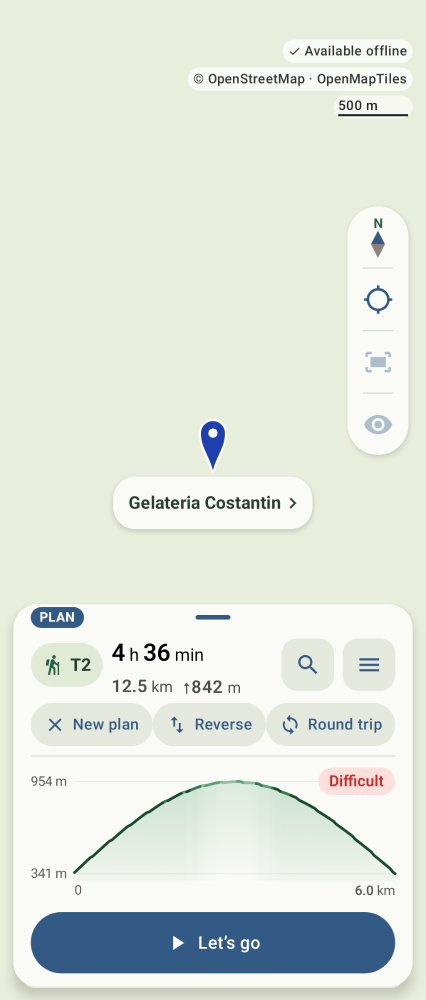 Available offline
© OpenStreetMap · OpenMapTiles
500 m
N
Gelateria Costantin
PLAN
T2
4 h 36 min
12.5 km ↑842 m
New plan
Reverse
Round trip
954 m
Difficult
341 m
0
6.0 km
Let’s go